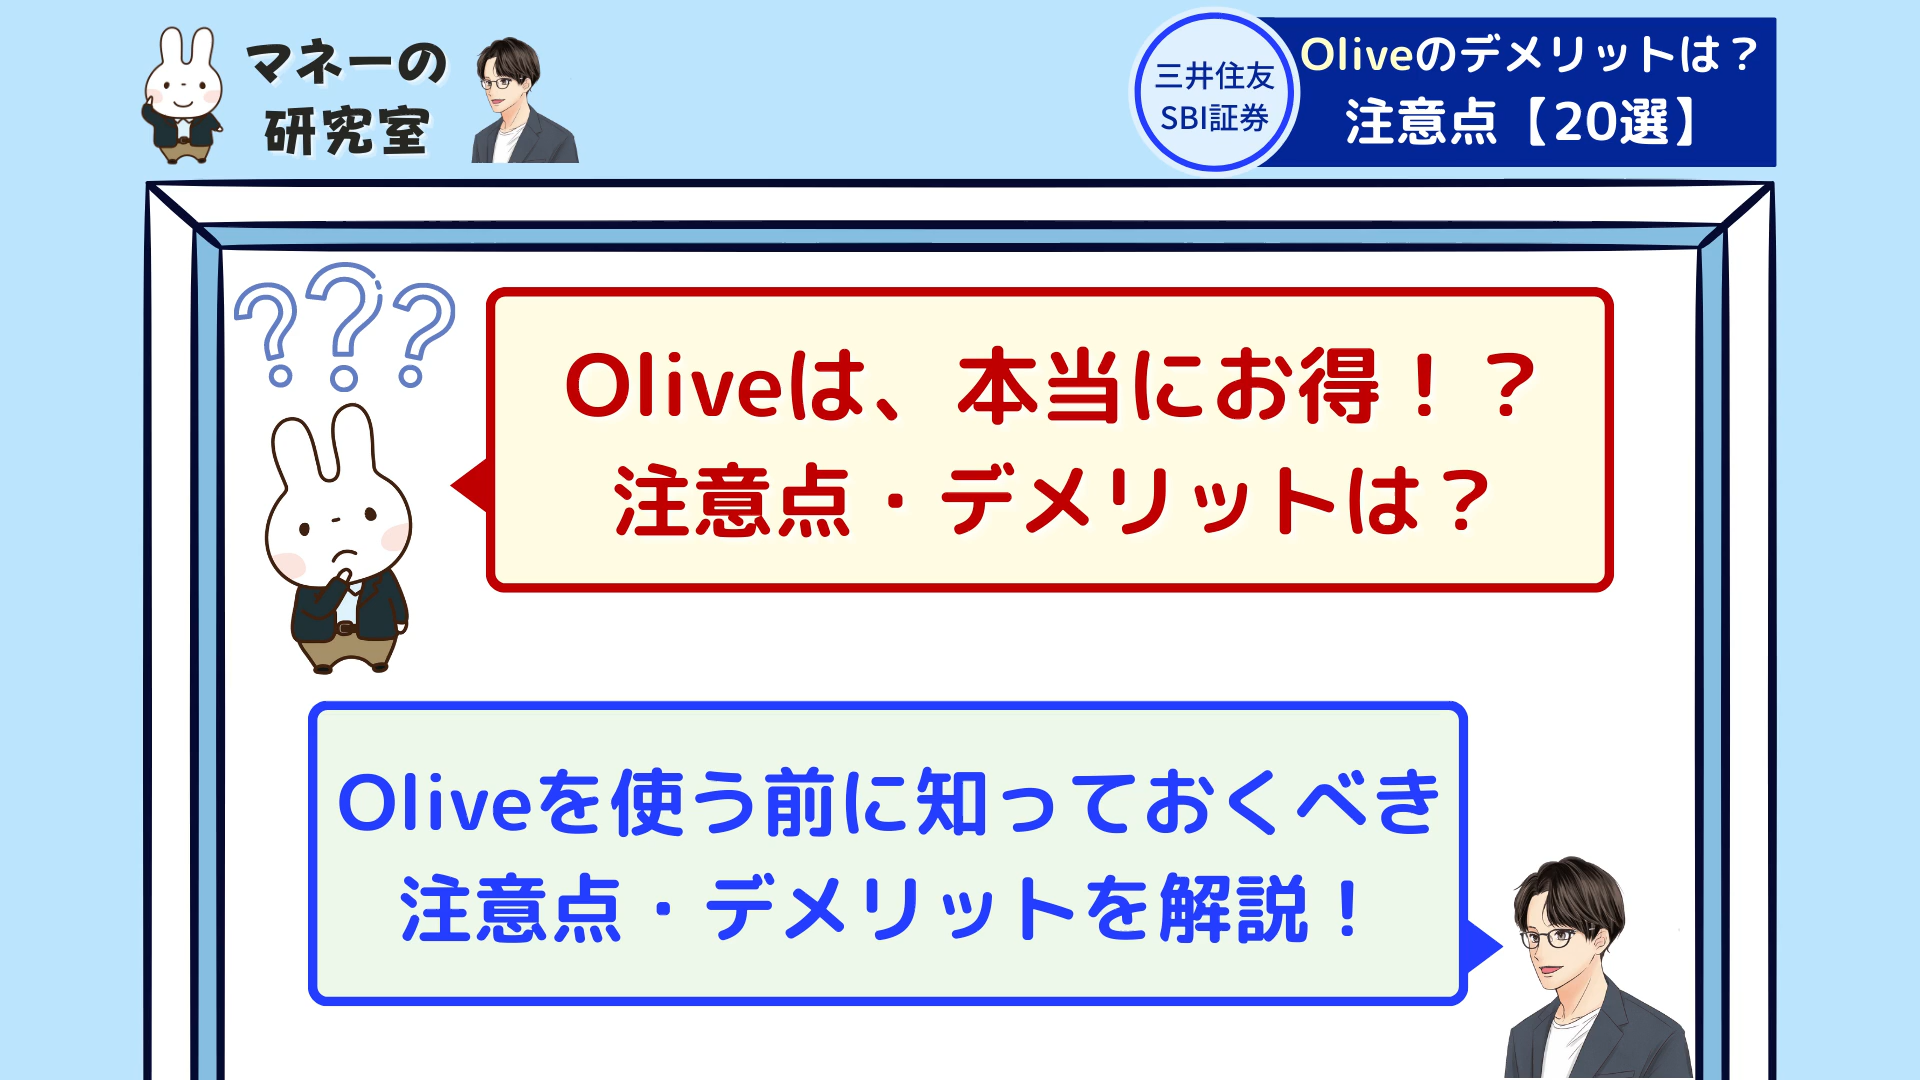 マネーの
研究室
三井住友
SBI証券
Oliveのデメリットは？
注意点【20選】
???
Oliveは、本当にお得！？
注意点・デメリットは？
Oliveを使う前に知っておくべき
注意点・デメリットを解説！